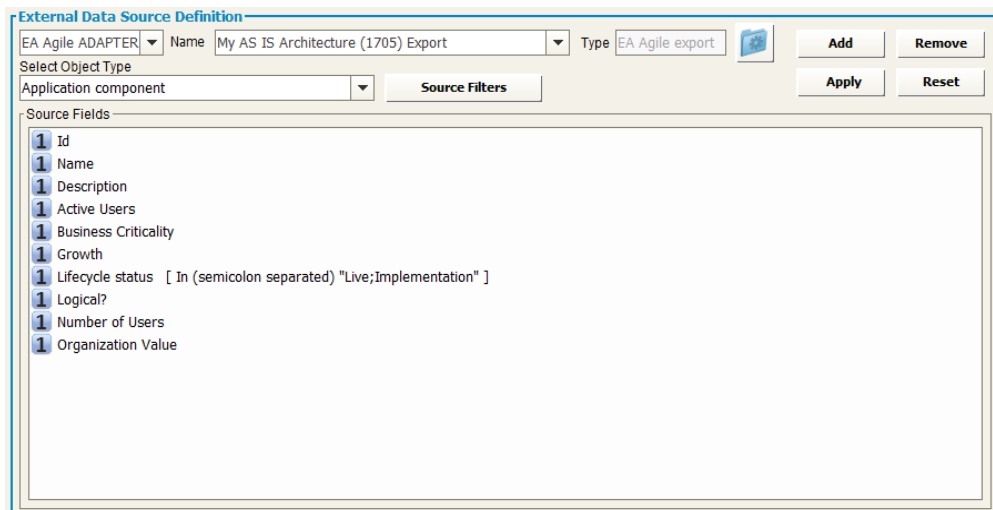 External Data Source Definition
EA Agile ADAPTER Name My AS IS Architecture (1705) Export Type EA Agile export Add Remove
Select Object Type
Application component Source Filters Apply Reset
Source Fields
1 Id
1 Name
1 Description
1 Active Users
1 Business Criticality
1 Growth
1 Lifecycle status [ In (semicolon separated) "Live;Implementation" ]
1 Logical?
1 Number of Users
1 Organization Value